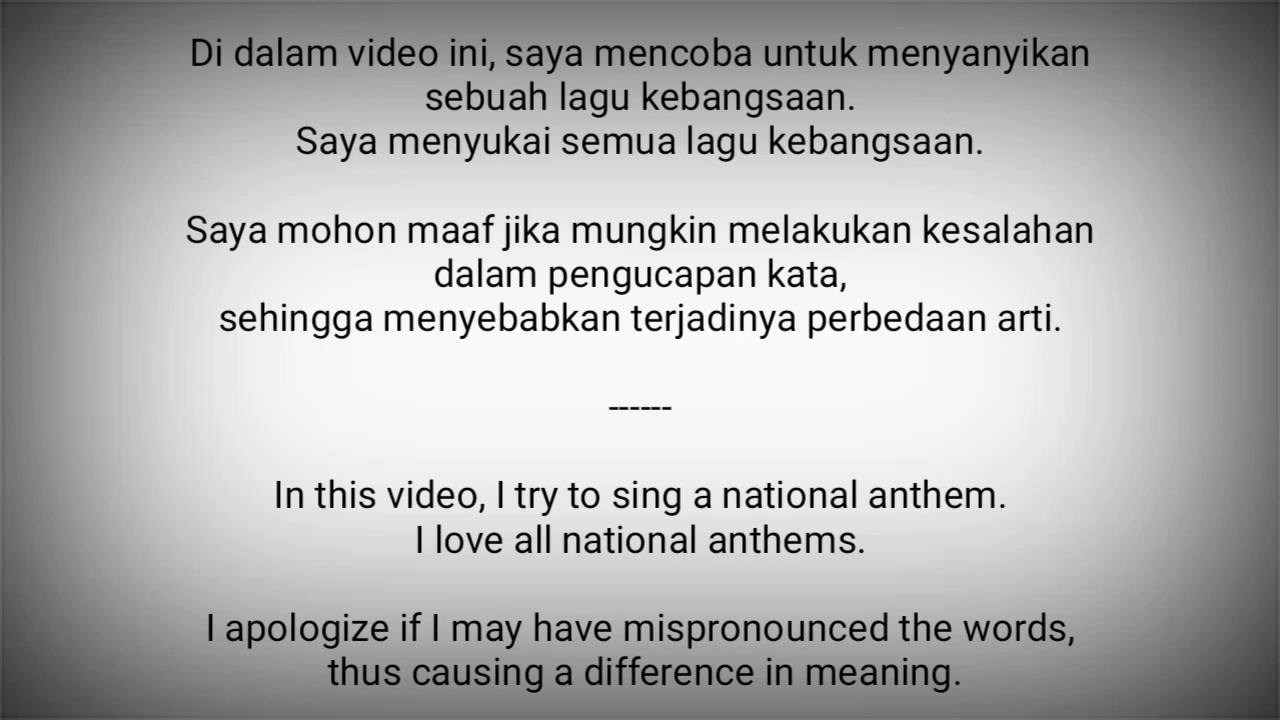 Di dalam video ini, saya mencoba untuk menyanyikan
sebuah lagu kebangsaan.
Saya menyukai semua lagu kebangsaan.
Saya mohon maaf jika mungkin melakukan kesalahan
dalam pengucapan kata,
sehingga menyebabkan terjadinya perbedaan arti.
------
In this video, I try to sing a national anthem.
I love all national anthems.
I apologize if I may have mispronounced the words,
thus causing a difference in meaning.